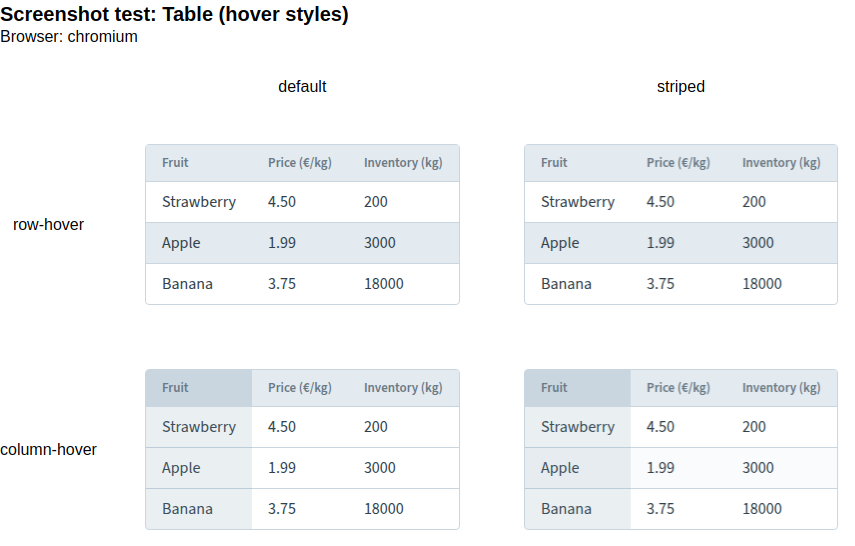 Screenshot test: Table (hover styles)
Browser: chromium
default striped
Fruit Price (€/kg) Inventory (kg) Fruit Price (€/kg) Inventory (kg)
Strawberry 4.50 200 Strawberry 4.50 200
row-hover
Apple 1.99 3000 Apple 1.99 3000
Banana 3.75 18000 Banana 3.75 18000
Fruit Price (€/kg) Inventory (kg) Fruit Price (€/kg) Inventory (kg)
Strawberry 4.50 200 Strawberry 4.50 200
column-hover
Apple 1.99 3000 Apple 1.99 3000
Banana 3.75 18000 Banana 3.75 18000